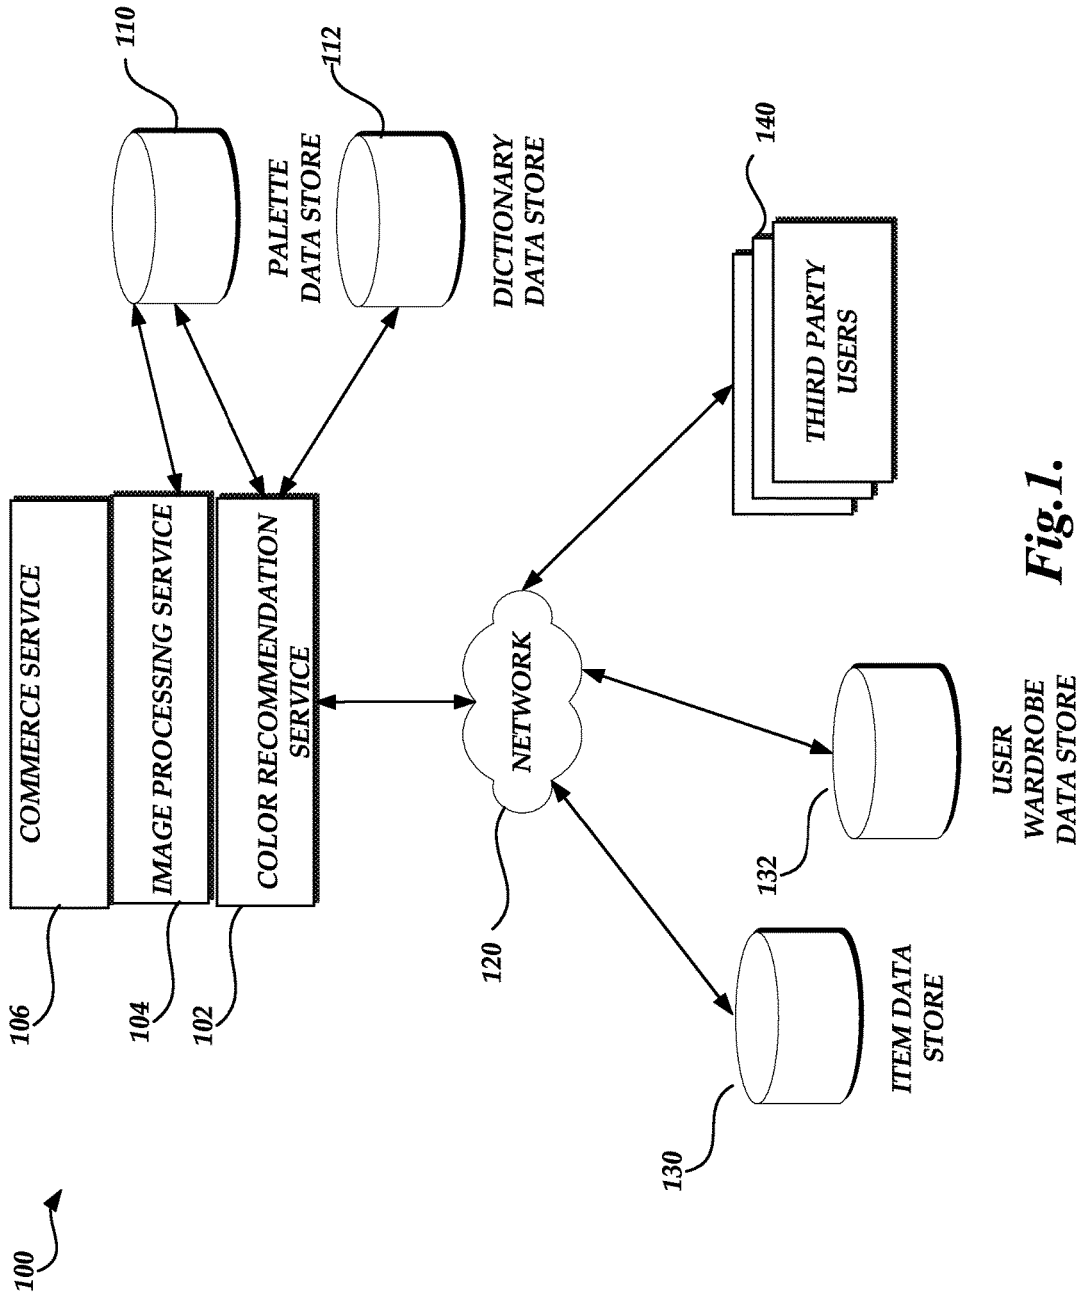 100
106
COMMERCE SERVICE
104
IMAGE PROCESSING SERVICE
102
COLOR RECOMMENDATION
SERVICE
110
PALETTE
DATA STORE
112
DICTIONARY
DATA STORE
120
NETWORK
130
ITEM DATA
STORE
132
USER
WARDROBE
DATA STORE
140
THIRD PARTY
USERS
Fig.1.